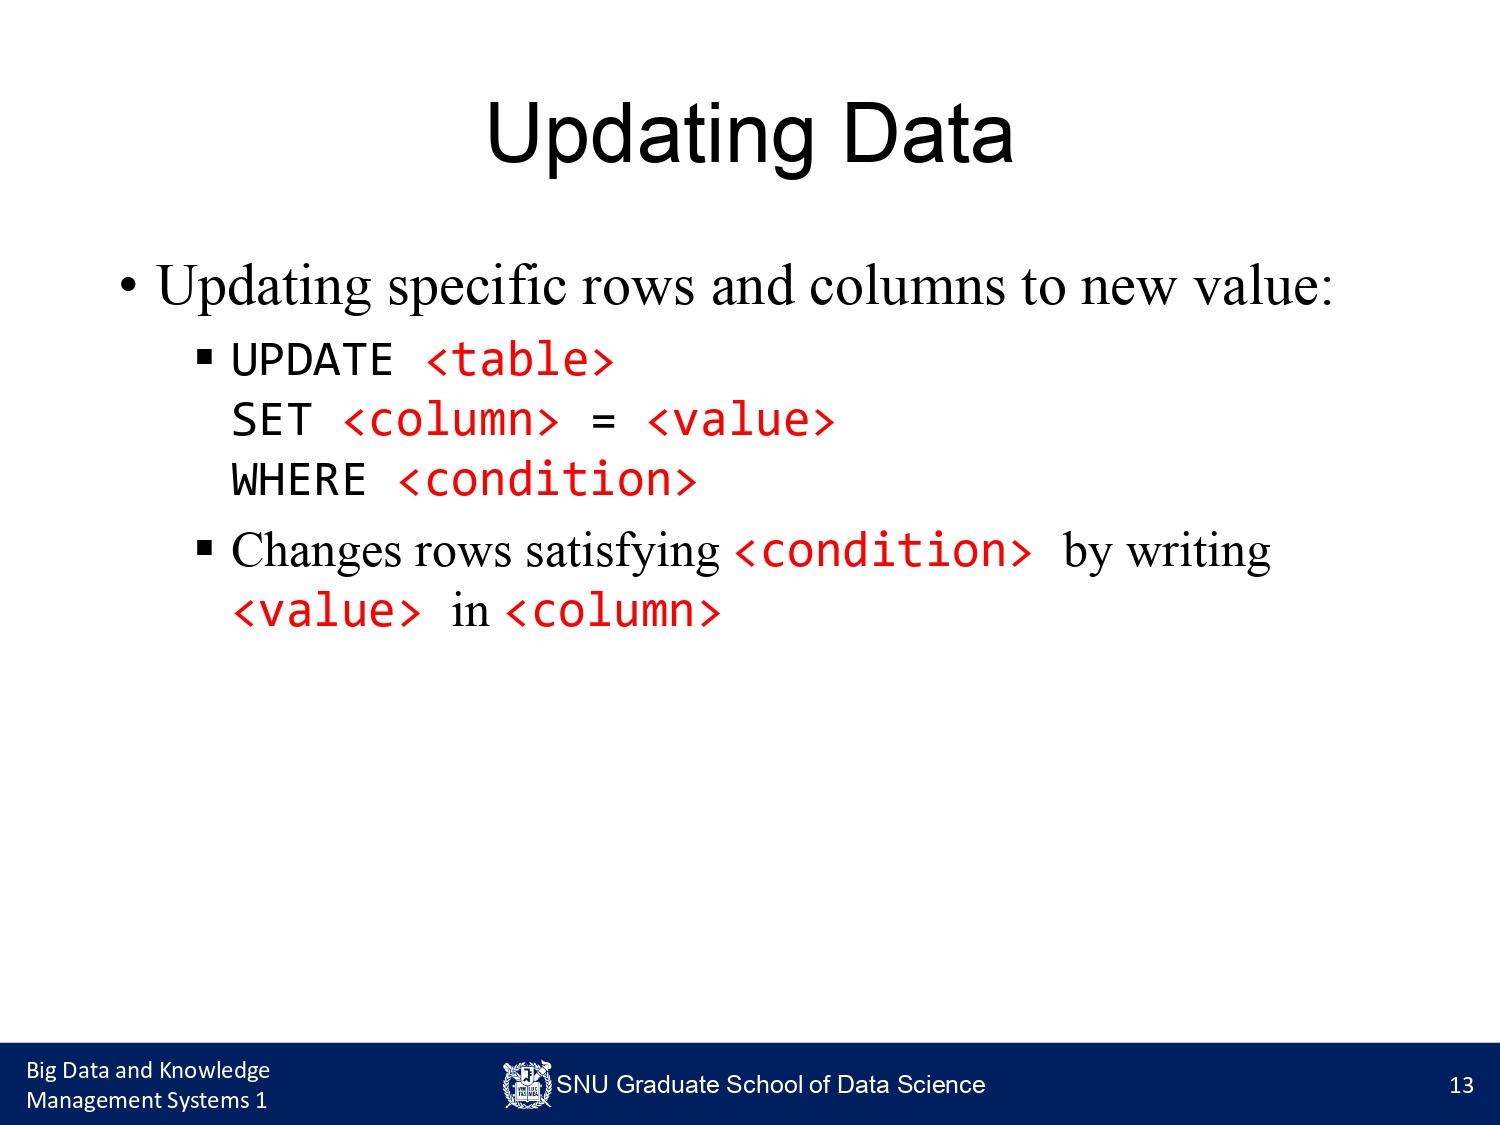 Updating Data
• Updating specific rows and columns to new value:
▪ UPDATE <table>
SET <column> = <value>
WHERE <condition>
▪ Changes rows satisfying <condition> by writing
<value> in <column>
Big Data and Knowledge
Management Systems 1
SNU Graduate School of Data Science
13